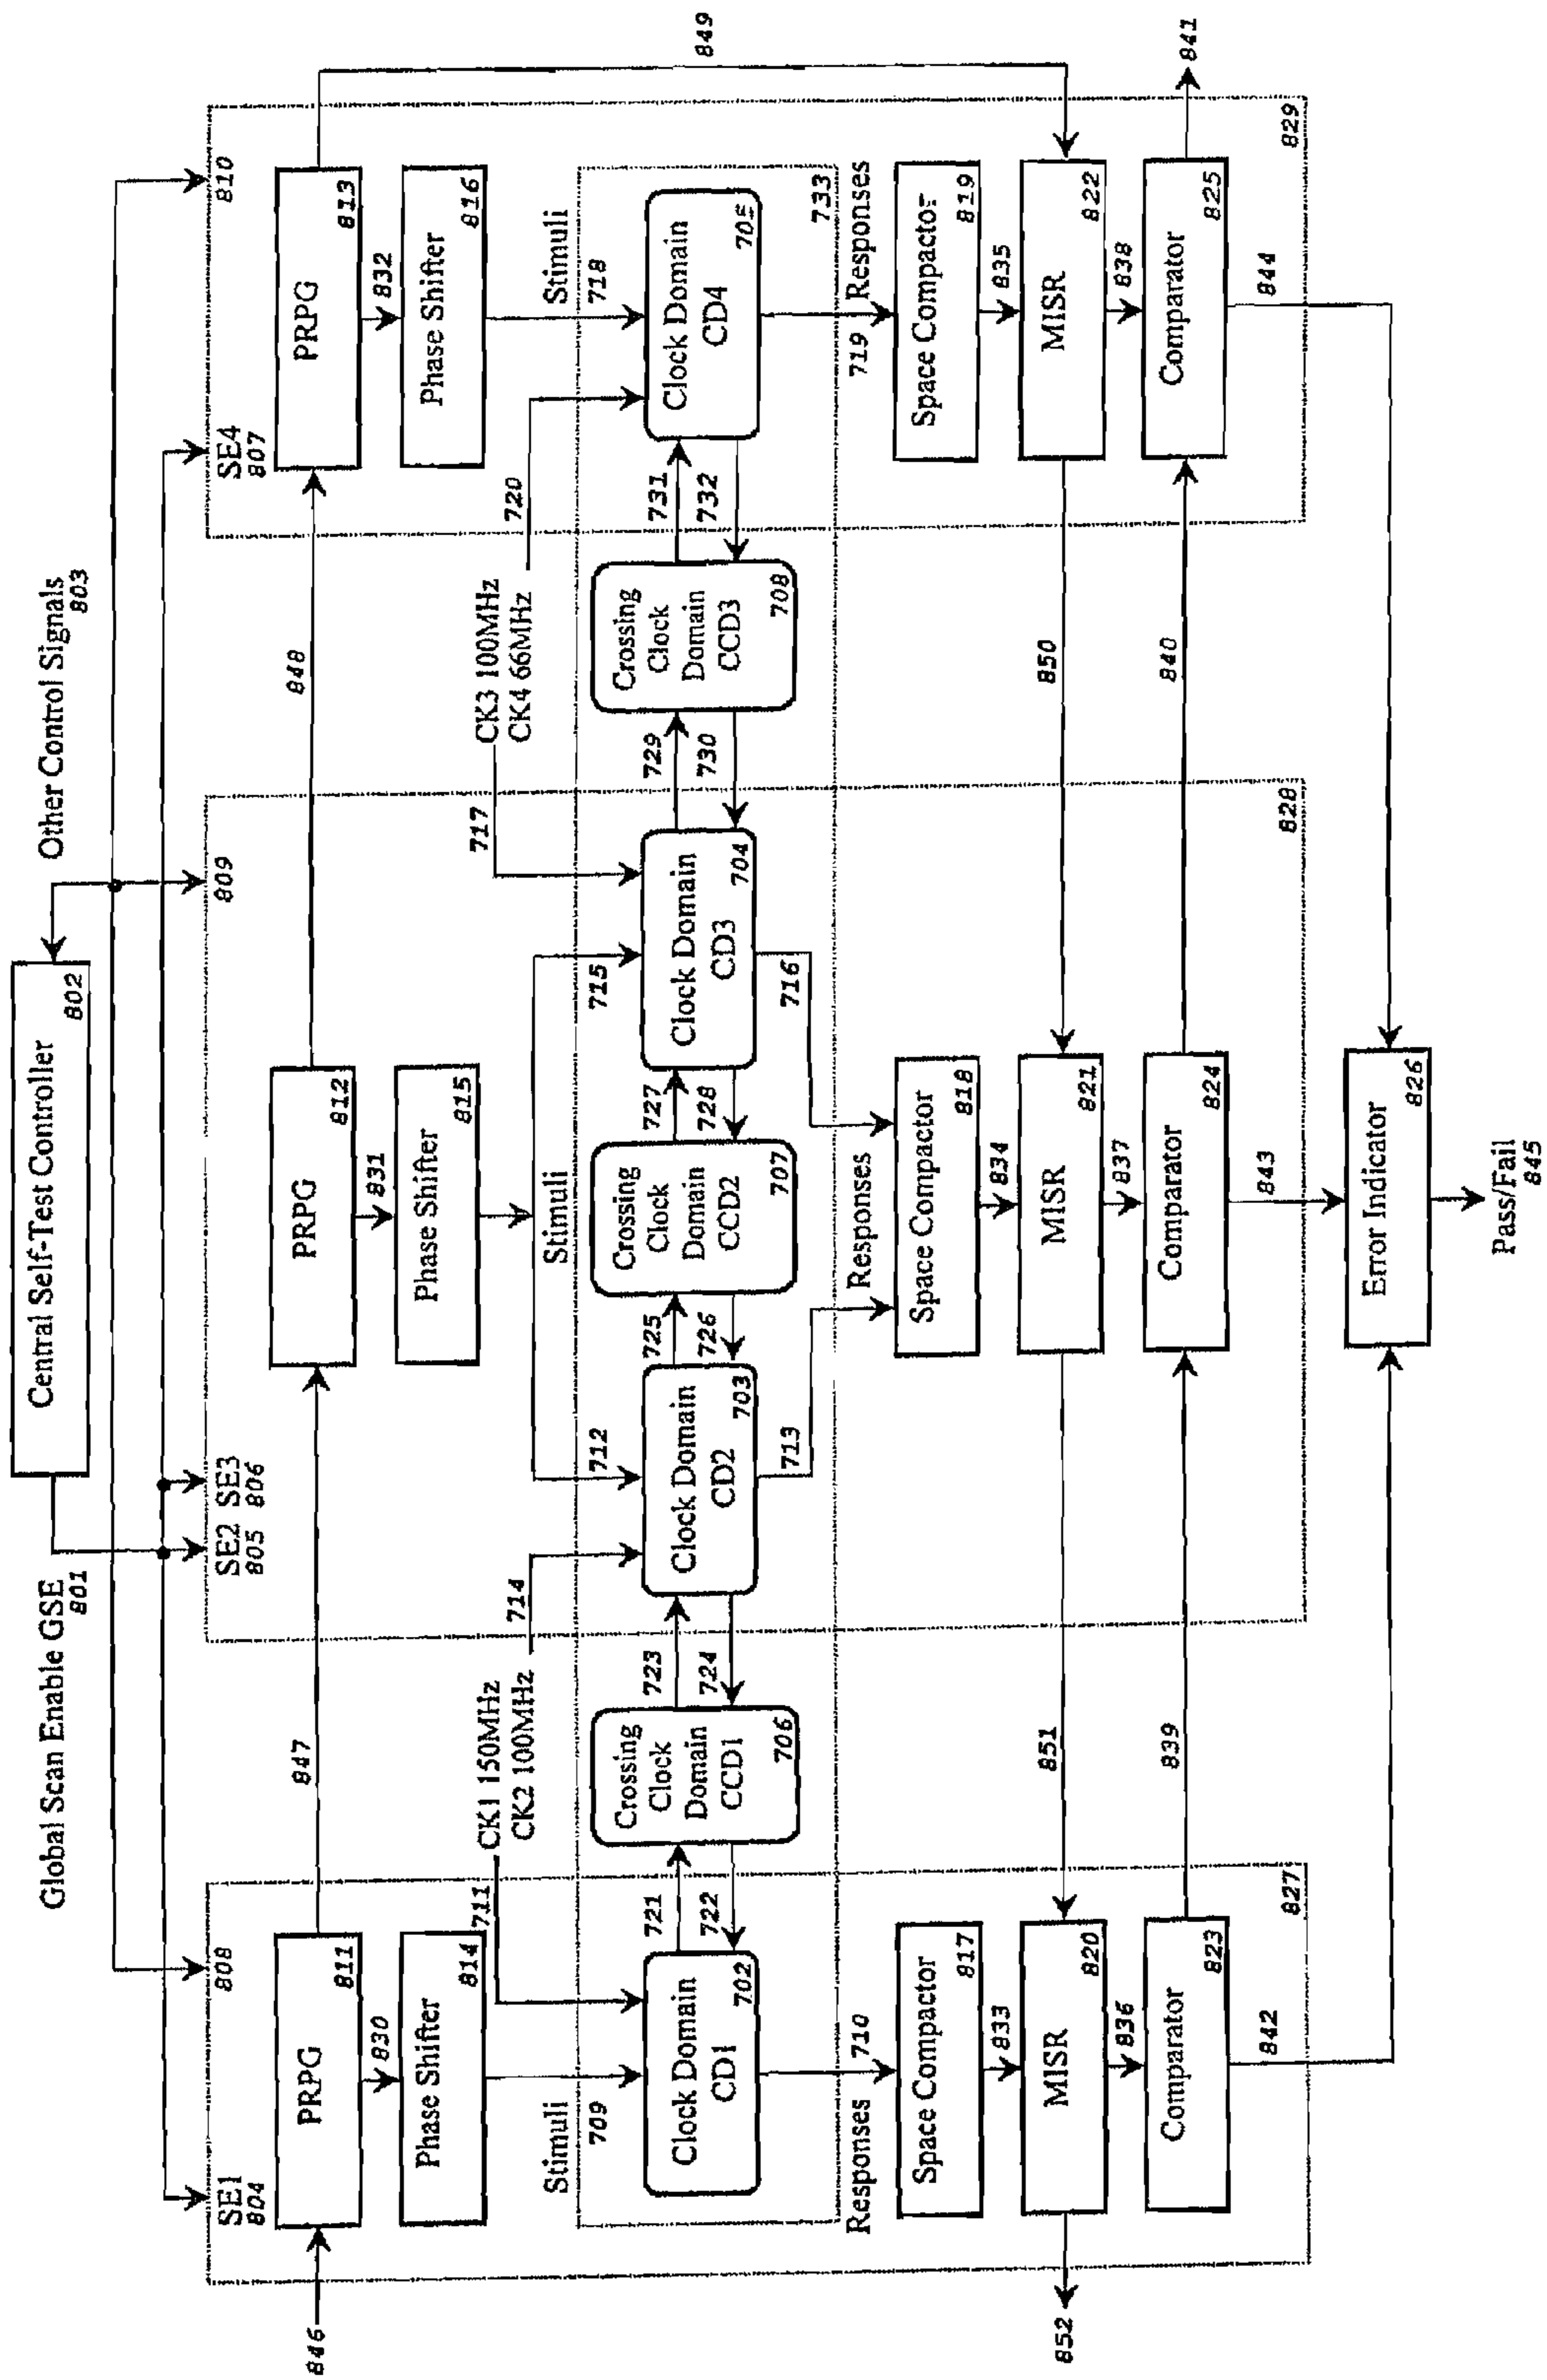 Central Self-Test Controller
802
Global Scan Enable GSE
801
Other Control Signals
803
SE1
804
808
SE2
805
SE3
806
809
SE4
807
810
846
PRPG
811
847
PRPG
812
848
PRPG
813
849
830
831
832
Phase Shifter
814
Phase Shifter
815
Phase Shifter
816
711
CK1 150MHz
CK2 100MHz
714
717
CK3 100MHz
CK4 66MHz
720
Stimuli
709
712
Stimuli
715
Stimuli
718
Clock Domain
CD1
702
721
722
Crossing
Clock
Domain
CCD1
706
723
724
Clock Domain
CD2
703
725
726
Crossing
Clock
Domain
CCD2
707
727
728
Clock Domain
CD3
704
729
730
Crossing
Clock
Domain
CCD3
708
731
732
Clock Domain
CD4
705
733
Responses
710
713
Responses
716
719
Responses
Space Compactor
817
Space Compactor
818
Space Compactor
819
833
834
835
852
MISR
820
851
MISR
821
850
MISR
822
836
837
838
Comparator
823
839
Comparator
824
840
Comparator
825
841
842
827
843
828
844
829
Error Indicator
826
Pass/Fail
845